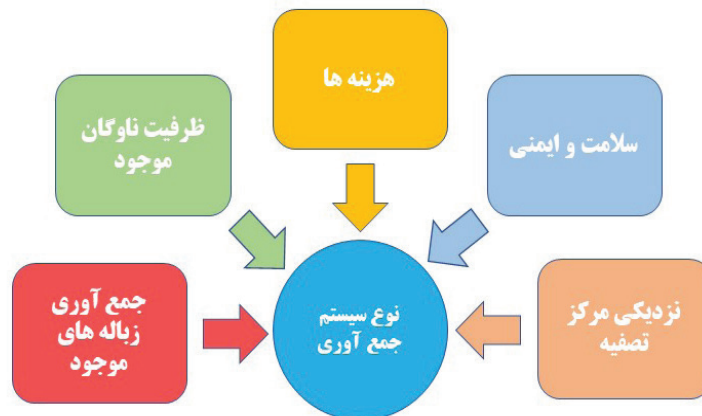 هزینه ها
سلامت و ایمنی
ظرفیت ناوگان
موجود
نوع سیستم
جمع آوری
نزدیکی مرکز
تصفیه
جمع آوری
زباله های
موجود